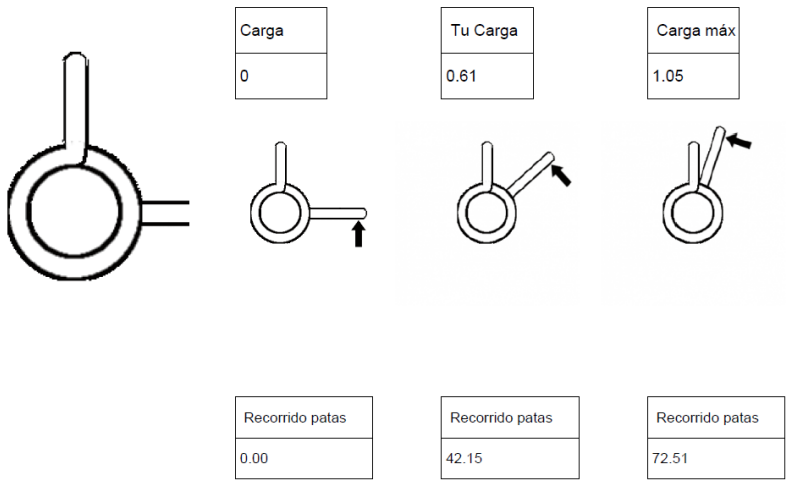 Carga
0
Tu Carga
0.61
Carga máx
1.05
Recorrido patas
0.00
Recorrido patas
42.15
Recorrido patas
72.51